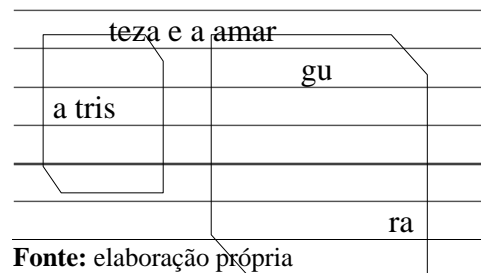 teza e a amar
gu
a tris
ra
Fonte: elaboração própria